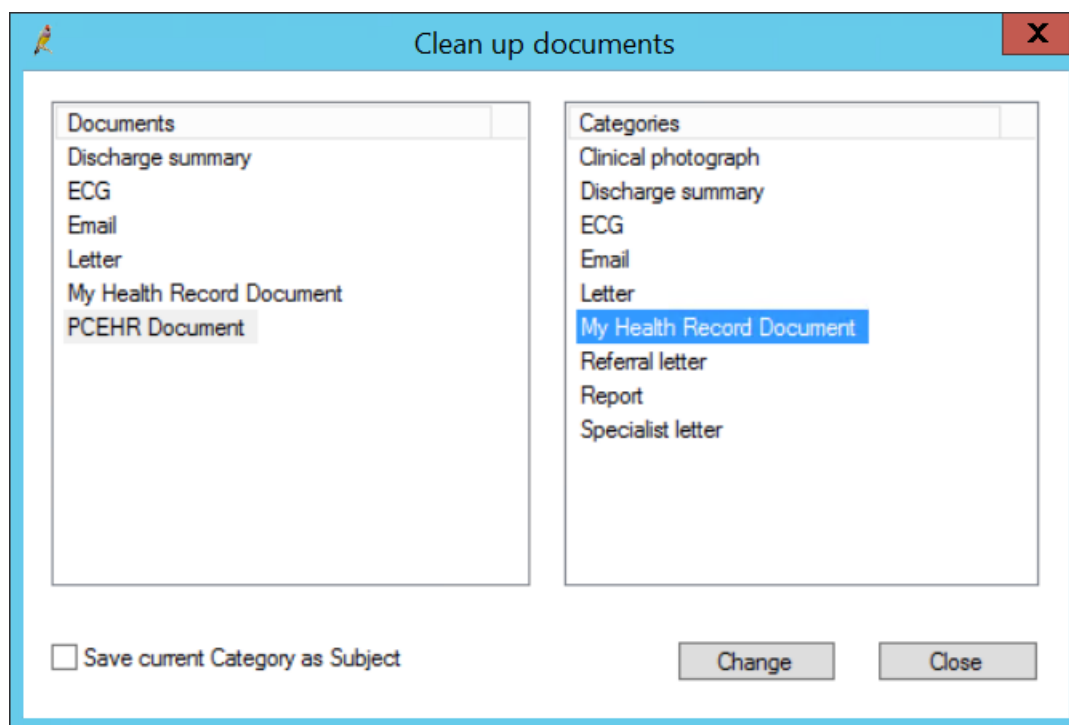 Clean up documents
X
Documents
Discharge summary
ECG
Email
Letter
My Health Record Document
PCEHR Document
Categories
Clinical photograph
Discharge summary
ECG
Email
Letter
My Health Record Document
Referral letter
Report
Specialist letter
Save current Category as Subject
Change
Close